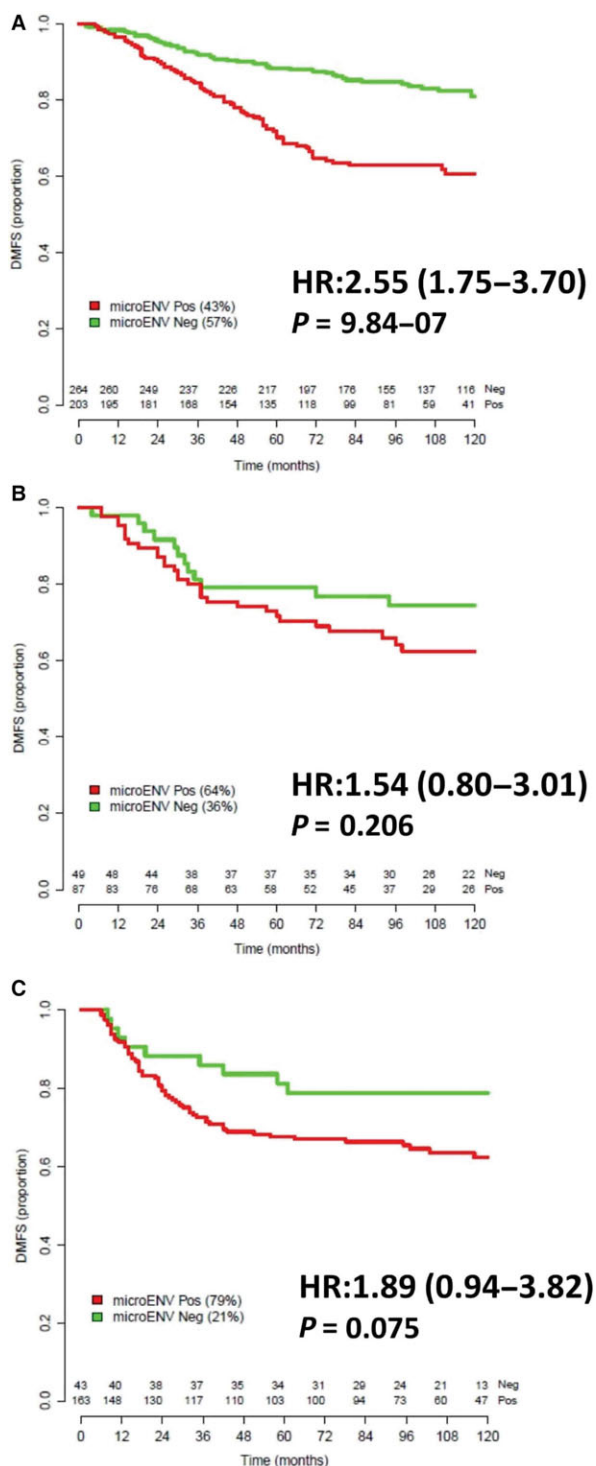 A
1.0
0.8
0.6
0.4
0.2
0.0
DMFS (proportion)
HR:2.55 (1.75–3.70)
P = 9.84–07
microENV Pos (43%)
microENV Neg (57%)
264 260 249 237 226 217 197 176 155 137 116 Neg
203 195 181 168 154 135 118 99 81 59 41 Pos
0 12 24 36 48 60 72 84 96 108 120
Time (months)
B
1.0
0.8
0.6
0.4
0.2
0.0
DMFS (proportion)
HR:1.54 (0.80–3.01)
P = 0.206
microENV Pos (64%)
microENV Neg (36%)
49 48 44 38 37 37 35 34 30 26 22 Neg
87 83 76 68 63 58 52 45 37 29 26 Pos
0 12 24 36 48 60 72 84 96 108 120
Time (months)
C
1.0
0.8
0.6
0.4
0.2
0.0
DMFS (proportion)
HR:1.89 (0.94–3.82)
P = 0.075
microENV Pos (79%)
microENV Neg (21%)
43 40 38 37 35 34 31 29 24 21 13 Neg
163 148 130 117 110 103 100 94 73 60 47 Pos
0 12 24 36 48 60 72 84 96 108 120
Time (months)